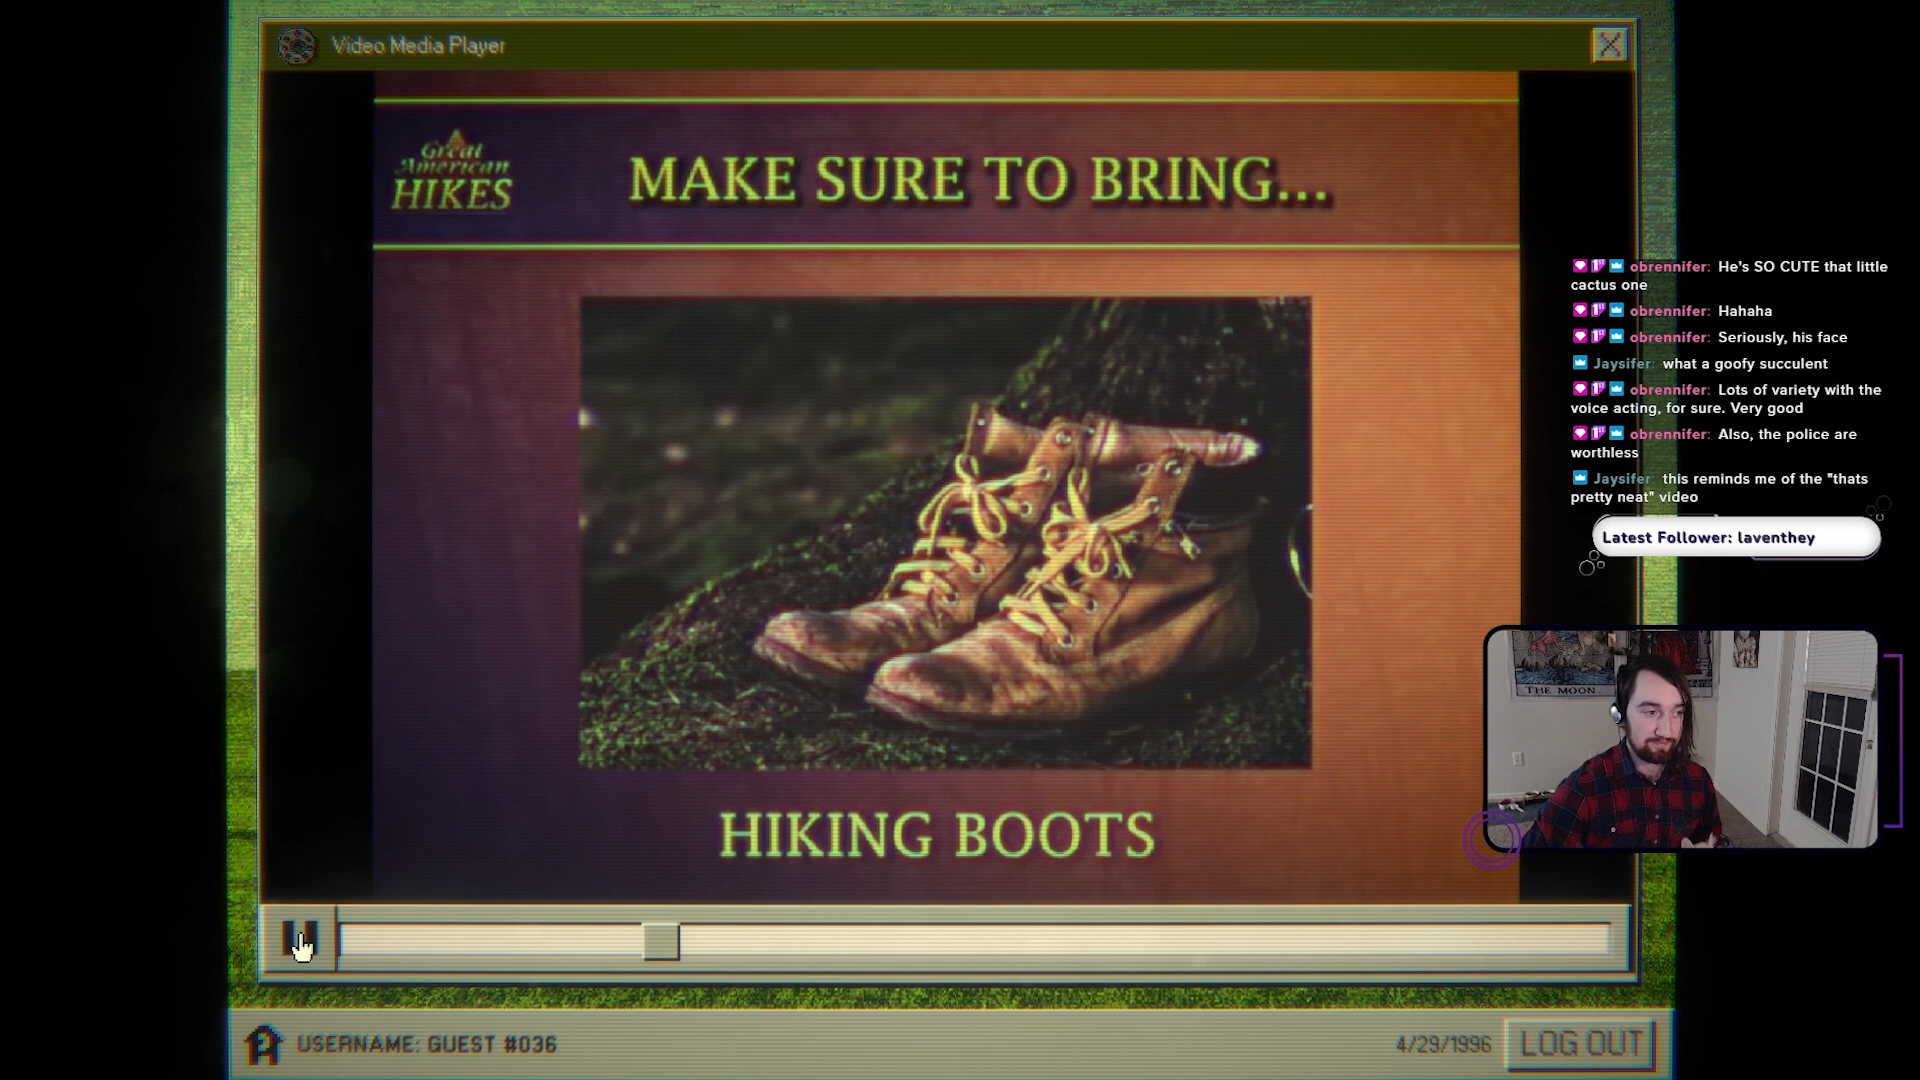 Video Media Player
Great
American
HIKES
MAKE SURE TO BRING...
HIKING BOOTS
obrennifer: He's SO CUTE that little
cactus one
obrennifer: Hahaha
obrennifer: Seriously, his face
Jaysifer: what a goofy succulent
obrennifer: Lots of variety with the
voice acting, for sure. Very good
obrennifer: Also, the police are
worthless
Jaysifer: this reminds me of the "thats
pretty neat" video
Latest Follower: laventhey
THE MOON
USERNAME: GUEST #036
4/29/1996
LOG OUT